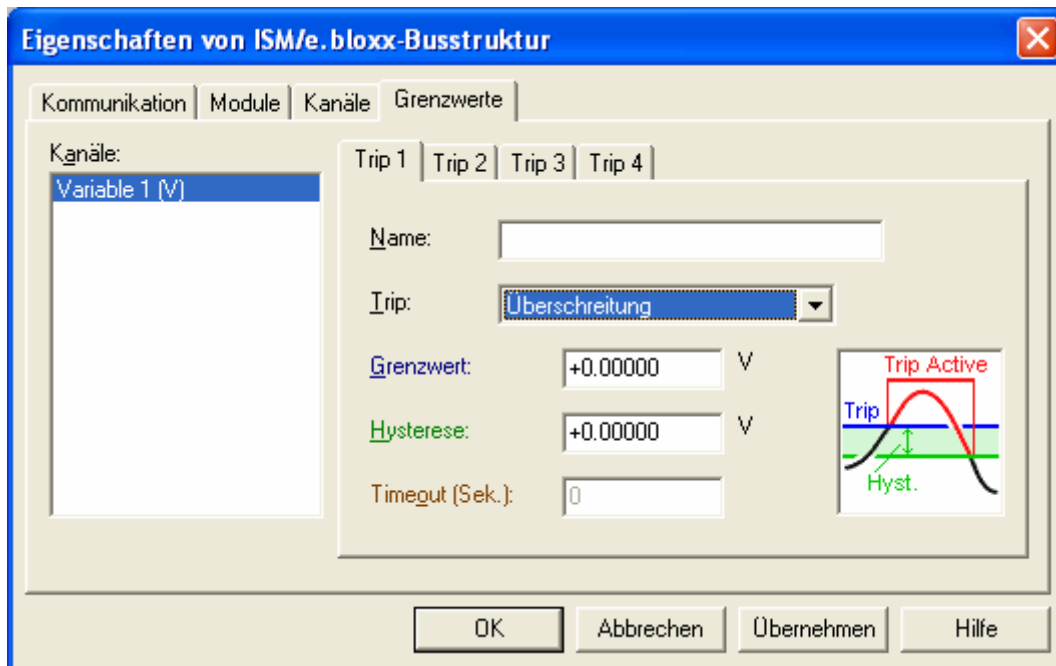 Eigenschaften von ISM/e.bloxx-Busstruktur
Kommunikation Module Kanäle Grenzwerte
Kanäle:
Variable 1 (V)
Trip 1 Trip 2 Trip 3 Trip 4
Name:
Trip: Überschreitung
Grenzwert: +0.00000 V
Hysterese: +0.00000 V
Timeout (Sek.): 0
Trip Active
Trip
Hyst.
OK Abbrechen Übernehmen Hilfe